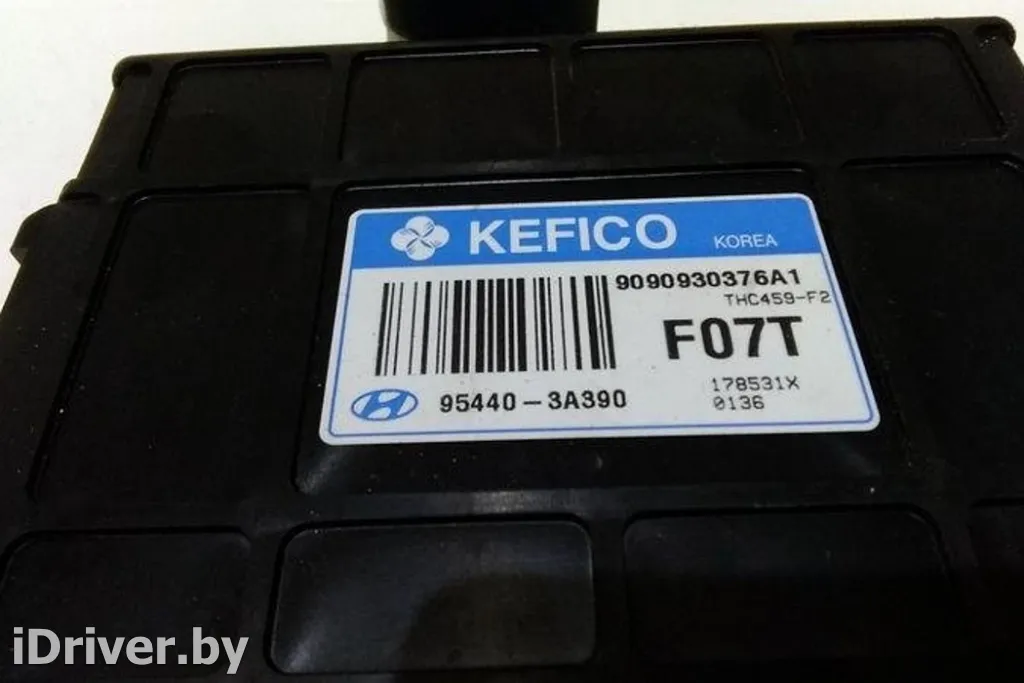 KEFICO KOREA
9090930376A1
THC459-F2
F07T
178531X
95440-3A390
0136
iDriver.by